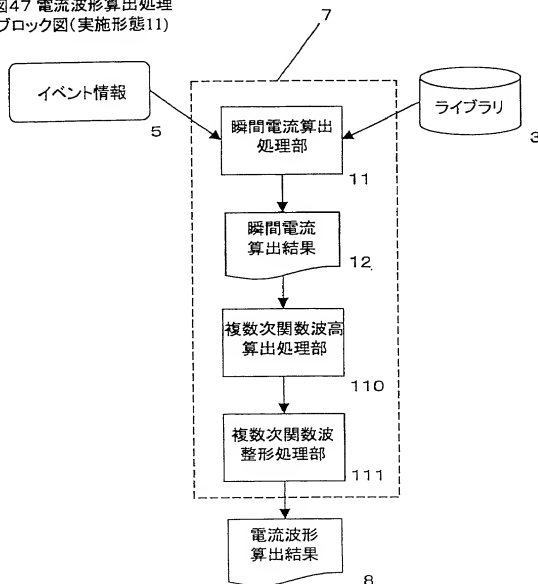 図47 電流波形算出処理
ブロック図(実施形態11)
7
イベント情報
5
ライブラリ
3
瞬間電流算出
処理部
11
瞬間電流
算出結果
12
複数次関数波高
算出処理部
110
複数次関数波
整形処理部
111
電流波形
算出結果
8